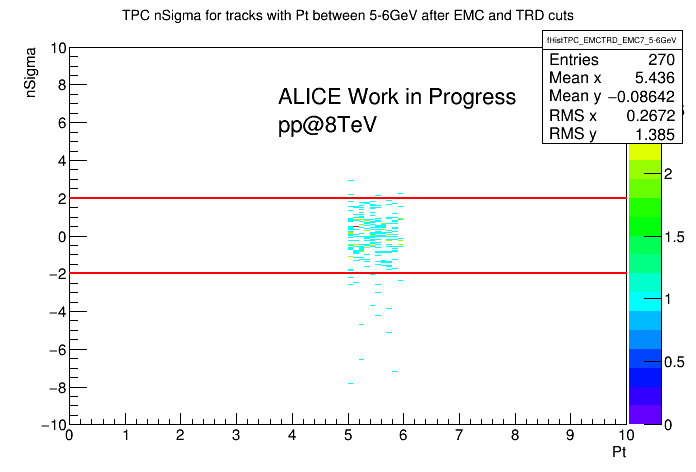 TPC nSigma for tracks with Pt between 5-6GeV after EMC and TRD cuts
fHistTPC_EMCTRD_EMC7_5-6GeV
Entries 270
Mean x 5.436
Mean y −0.08642
RMS x 0.2672
RMS y 1.385
ALICE Work in Progress
pp@8TeV
nSigma
10
8
6
4
2
0
−2
−4
−6
−8
−10
0 1 2 3 4 5 6 7 8 9 10
Pt
2
1.5
1
0.5
0